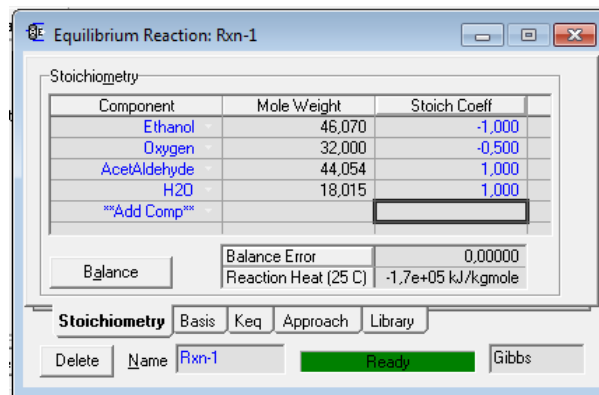 Equilibrium Reaction: Rxn-1
Stoichiometry
Component Mole Weight Stoich Coeff
Ethanol 46,070 -1,000
Oxygen 32,000 -0,500
AcetAldehyde 44,054 1,000
H2O 18,015 1,000
**Add Comp**
Balance Error 0,00000
Balance
Reaction Heat (25 C) -1,7e+05 kJ/kgmole
Stoichiometry Basis Keq Approach Library
Delete Name Rxn-1 Ready Gibbs